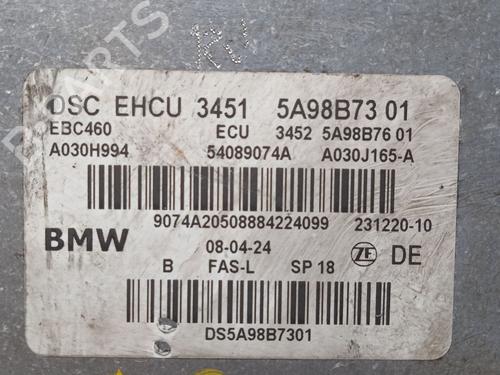 DSC EHCU 3451 5A98B73 01
EBC460 ECU 3452 5A98B76 01
A030H994 54089074A A030J165-A
9074A20508884224099 231220-10
BMW 08-04-24 ZF DE
B FAS-L SP 18
DS5A98B7301